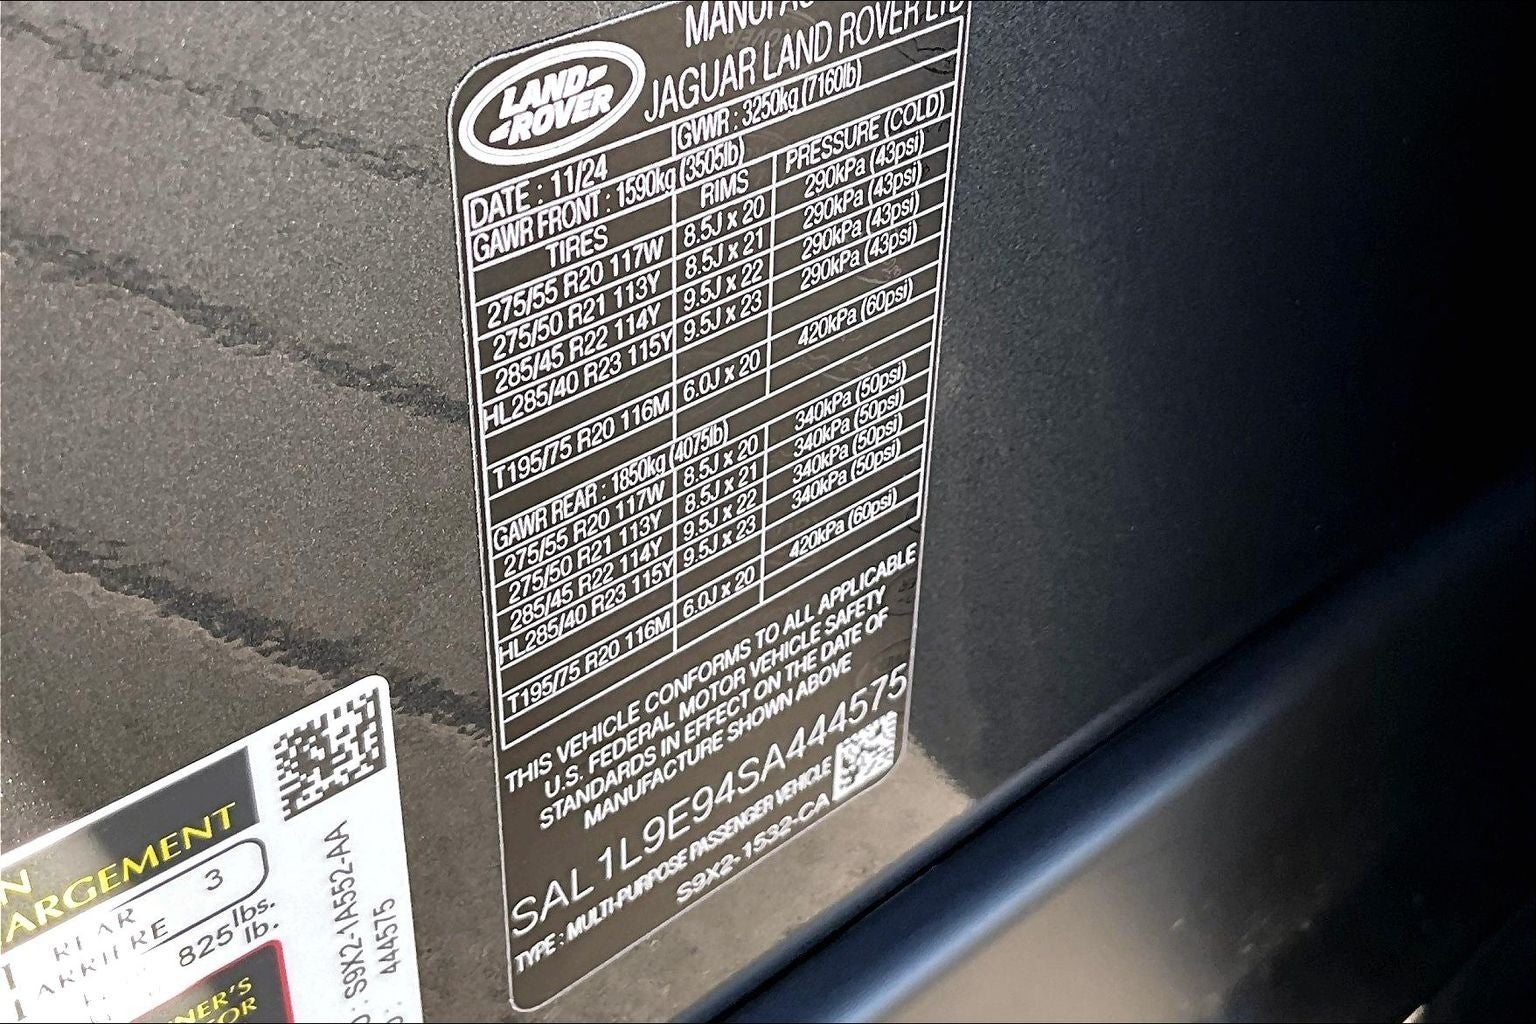 LAND ROVER
JAGUAR LAND ROVER LTD
DATE : 11/24 GVWR : 3250kg (7160lb)
GAWR FRONT : 1590kg (3505lb)
TIRES RIMS PRESSURE (COLD)
275/55 R20 117W 8.5J x 20 290kPa (43psi)
275/50 R21 113Y 8.5J x 21 290kPa (43psi)
285/45 R22 114Y 9.5J x 22 290kPa (43psi)
HL285/40 R23 115Y 9.5J x 23 290kPa (43psi)
T195/75 R20 116M 6.0J x 20 420kPa (60psi)
GAWR REAR : 1850kg (4075lb)
275/55 R20 117W 8.5J x 20 340kPa (50psi)
275/50 R21 113Y 8.5J x 21 340kPa (50psi)
285/45 R22 114Y 9.5J x 22 340kPa (50psi)
HL285/40 R23 115Y 9.5J x 23 340kPa (50psi)
T195/75 R20 116M 6.0J x 20 420kPa (60psi)
THIS VEHICLE CONFORMS TO ALL APPLICABLE
U.S. FEDERAL MOTOR VEHICLE SAFETY
STANDARDS IN EFFECT ON THE DATE OF
MANUFACTURE SHOWN ABOVE
SAL1L9E94SA444575
TYPE : MULTI-PURPOSE PASSENGER VEHICLE
S9X2-1532-CA
ARGEMENT
REAR 3
ARRIERE
825 lbs.
lb.
NER'S
S9X2-1A552-AA
444575